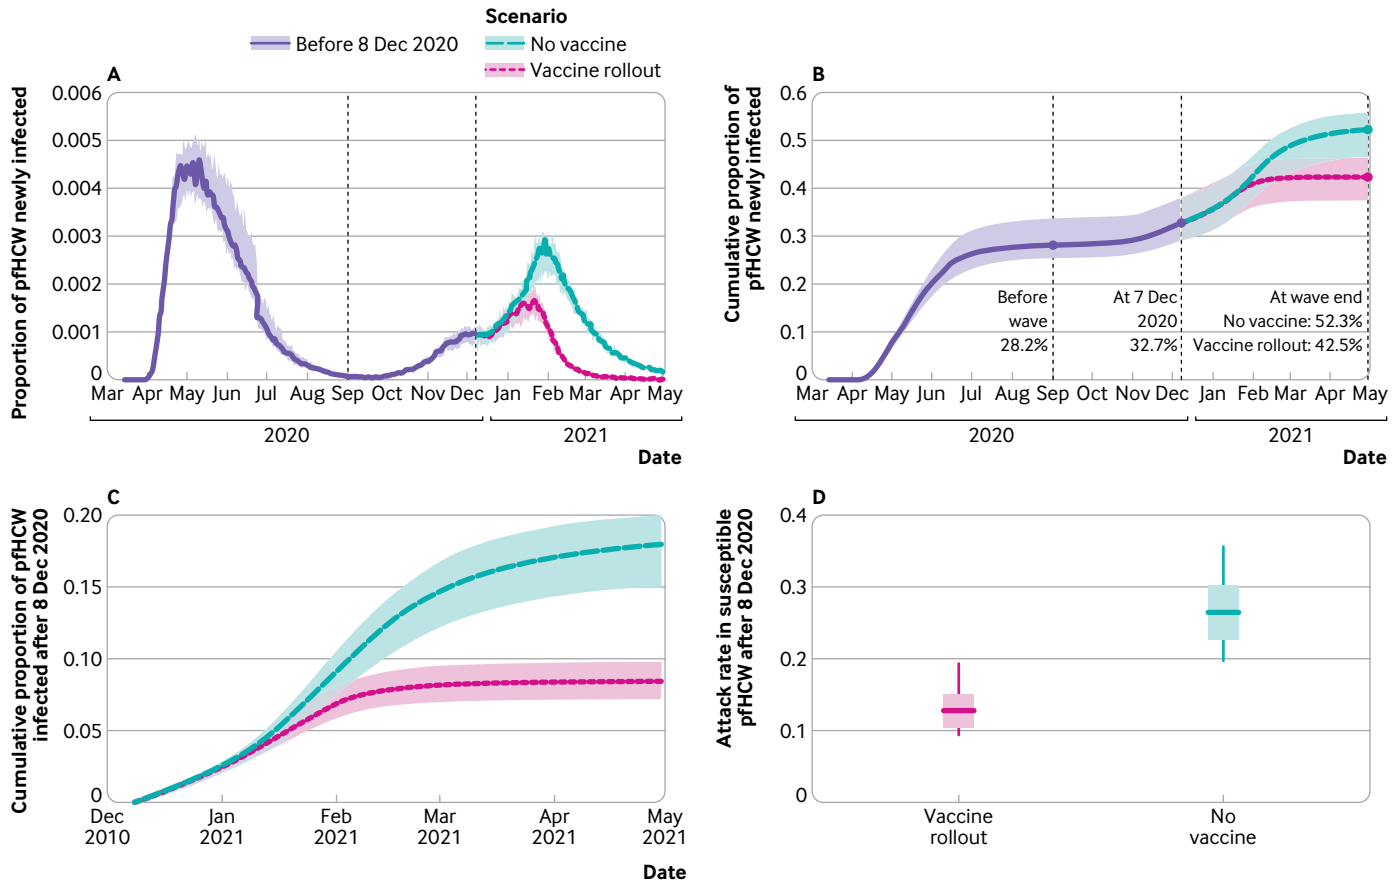 Scenario
Before 8 Dec 2020
No vaccine
Vaccine rollout
A
Proportion of pfHCW newly infected
0.006
0.005
0.004
0.003
0.002
0.001
0
Mar Apr May Jun Jul Aug Sep Oct Nov Dec Jan Feb Mar Apr May
2020 2021
Date
B
Cumulative proportion of
pfHCW newly infected
0.6
0.5
0.4
0.3
0.2
0.1
0
Before
wave
28.2%
At 7 Dec
2020
32.7%
At wave end
No vaccine: 52.3%
Vaccine rollout: 42.5%
Mar Apr May Jun Jul Aug Sep Oct Nov Dec Jan Feb Mar Apr May
2020 2021
Date
C
Cumulative proportion of pfHCW
infected after 8 Dec 2020
0.20
0.15
0.10
0.05
0
Dec Jan Feb Mar Apr May
2010 2021 2021 2021 2021 2021
Date
D
Attack rate in susceptible
pfHCW after 8 Dec 2020
0.4
0.3
0.2
0.1
0
Vaccine
rollout
No
vaccine